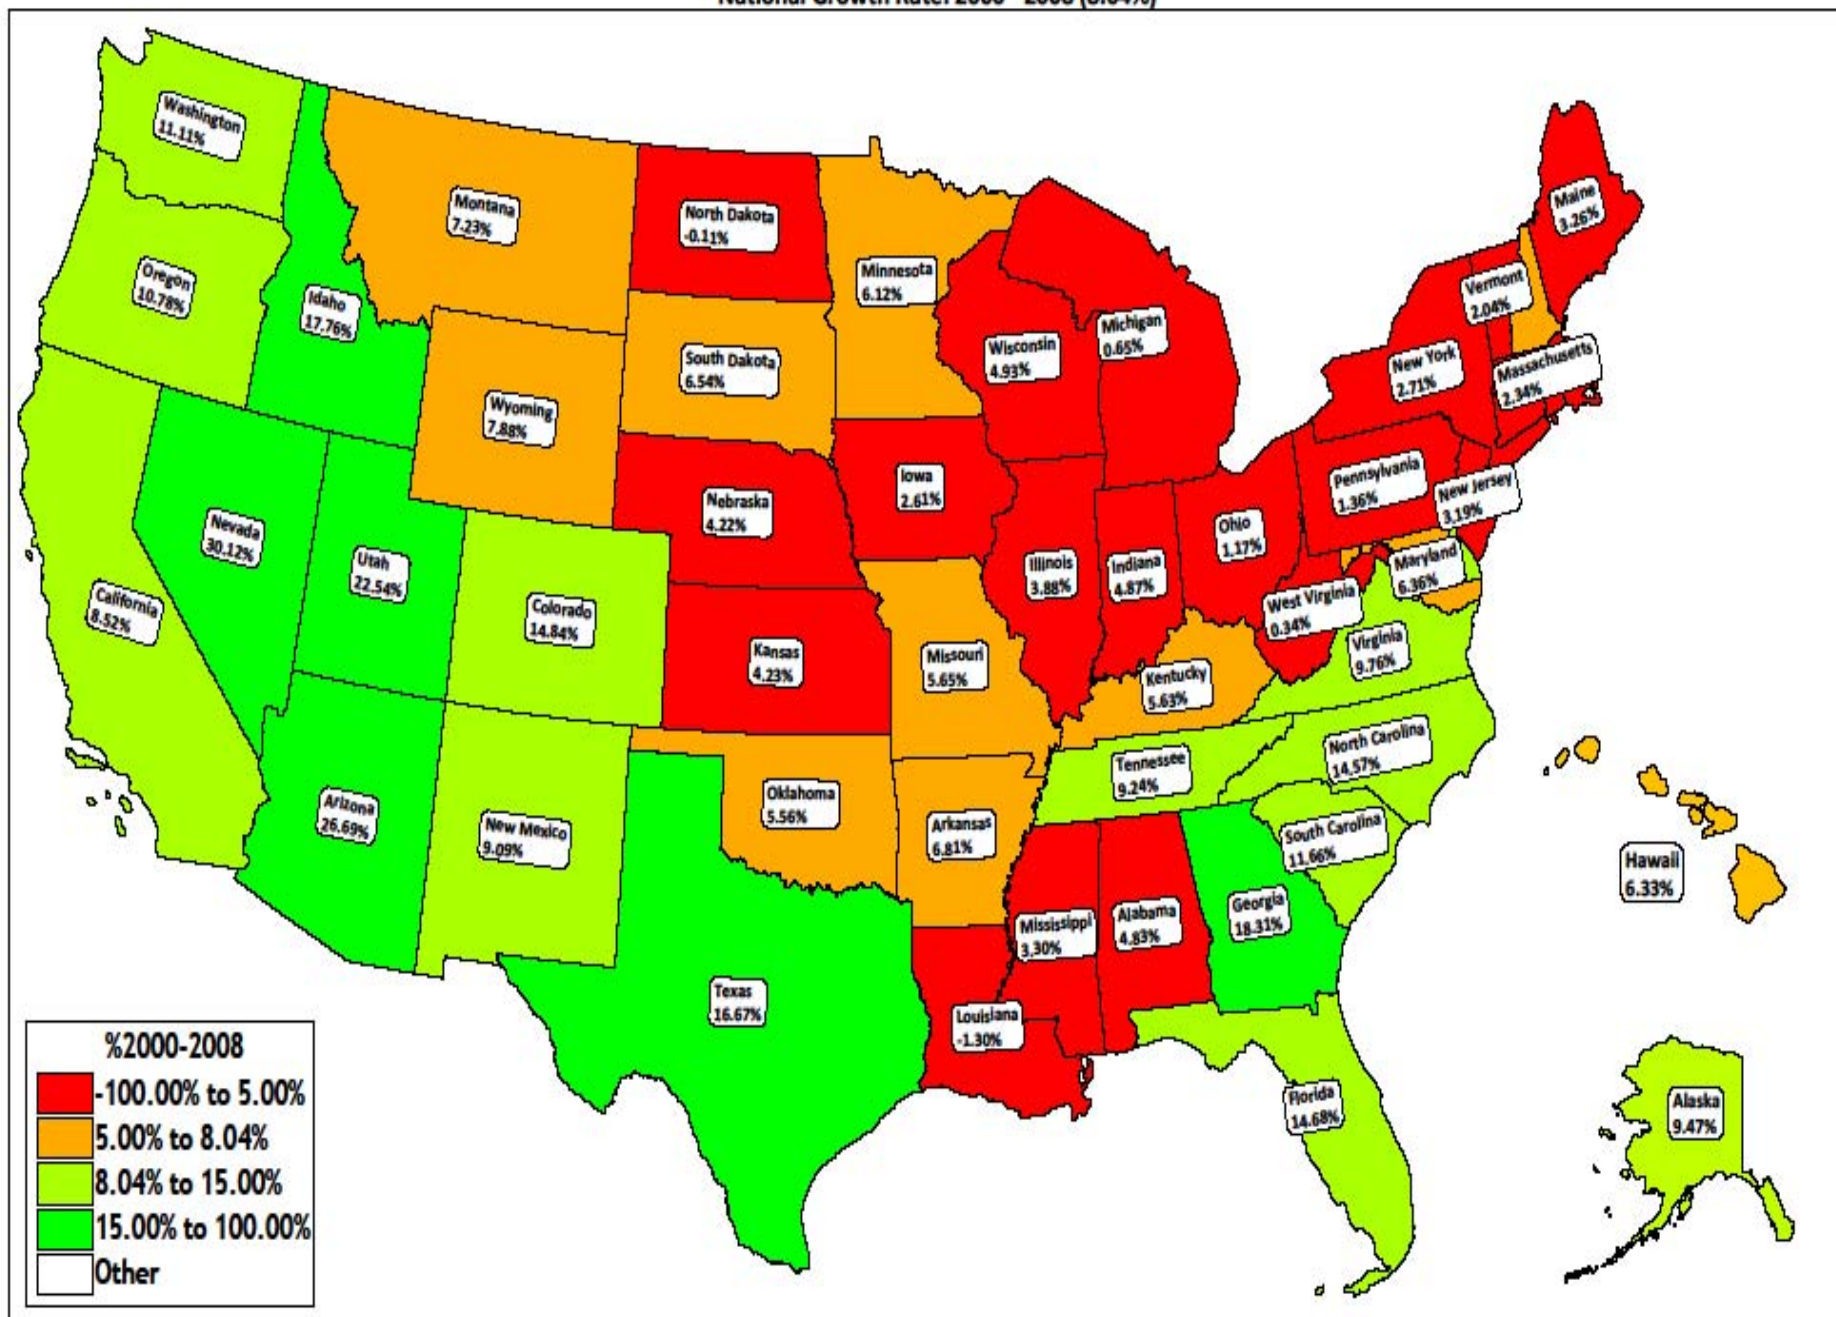 National Growth Rate: 2000 - 2008 (8.04%)
Washington
11.11%
Oregon
10.78%
Idaho
17.76%
Montana
7.23%
North Dakota
-0.11%
Minnesota
6.12%
Maine
3.26%
Vermont
2.04%
Michigan
0.65%
Wisconsin
4.93%
South Dakota
6.54%
Wyoming
7.88%
New York
2.71%
Massachusetts
2.34%
Iowa
2.61%
Nebraska
4.22%
Pennsylvania
1.36%
New Jersey
3.19%
Nevada
30.12%
Utah
22.54%
California
8.52%
Colorado
14.84%
Kansas
4.23%
Missouri
5.65%
Illinois
3.88%
Indiana
4.87%
Ohio
1.17%
West Virginia
0.34%
Maryland
6.36%
Virginia
9.76%
Kentucky
5.63%
Tennessee
9.24%
North Carolina
14.57%
Arizona
26.69%
New Mexico
9.09%
Oklahoma
5.56%
Arkansas
6.81%
South Carolina
11.66%
Hawaii
6.33%
Mississippi
3.30%
Alabama
4.83%
Georgia
18.31%
Texas
16.67%
Louisiana
-1.30%
Florida
14.68%
Alaska
9.47%
%2000-2008
-100.00% to 5.00%
5.00% to 8.04%
8.04% to 15.00%
15.00% to 100.00%
Other